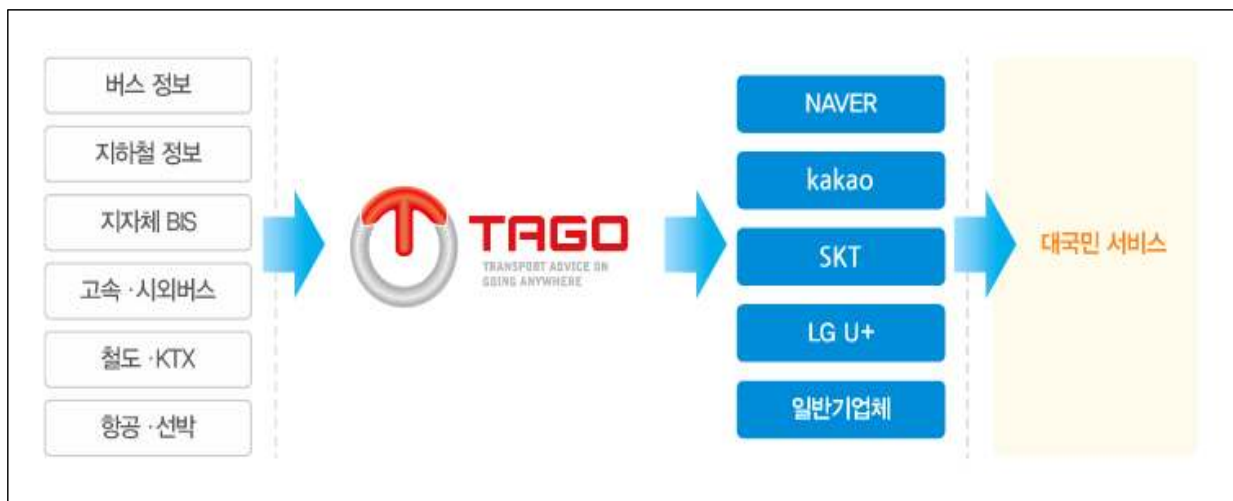 버스 정보
지하철 정보
지자체 BIS
고속·시외버스
철도·KTX
항공·선박
TAGO
TRANSPORT ADVICE ON
GOING ANYWHERE
NAVER
kakao
SKT
LG U+
일반기업체
대국민 서비스